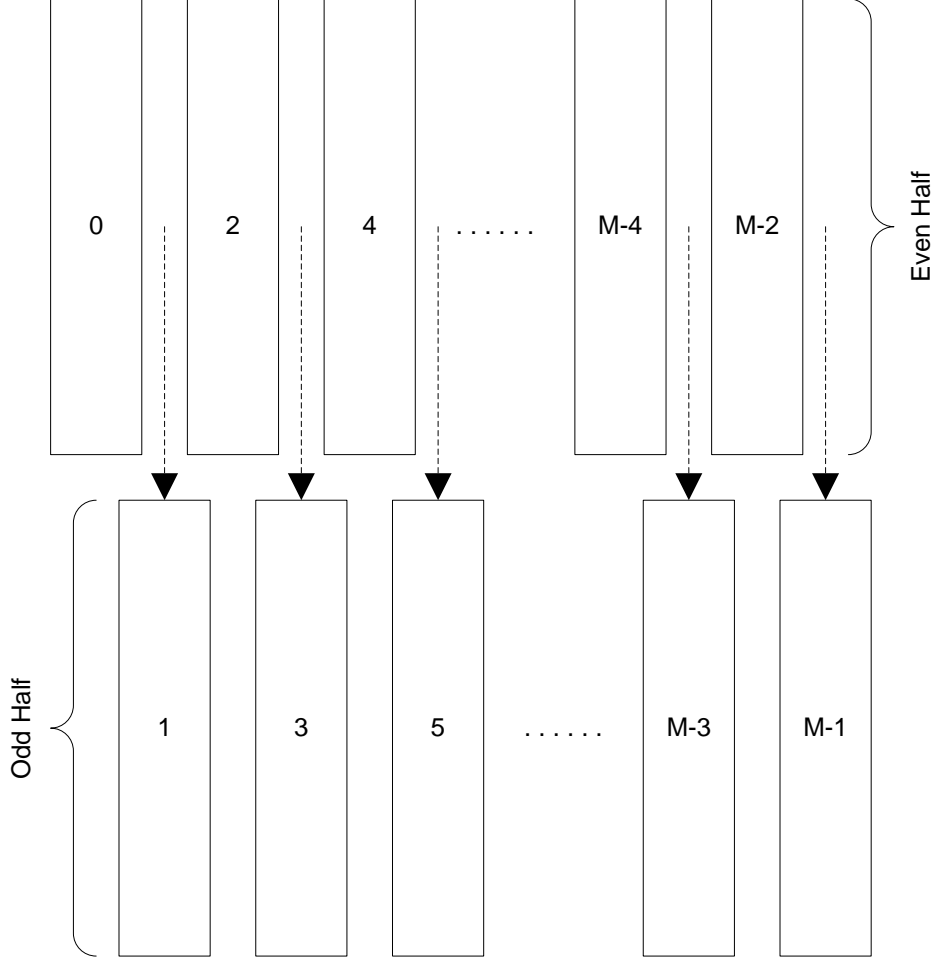 0 2 4 . . . . . . M-4 M-2
Even Half
Odd Half
1 3 5 . . . . . . M-3 M-1